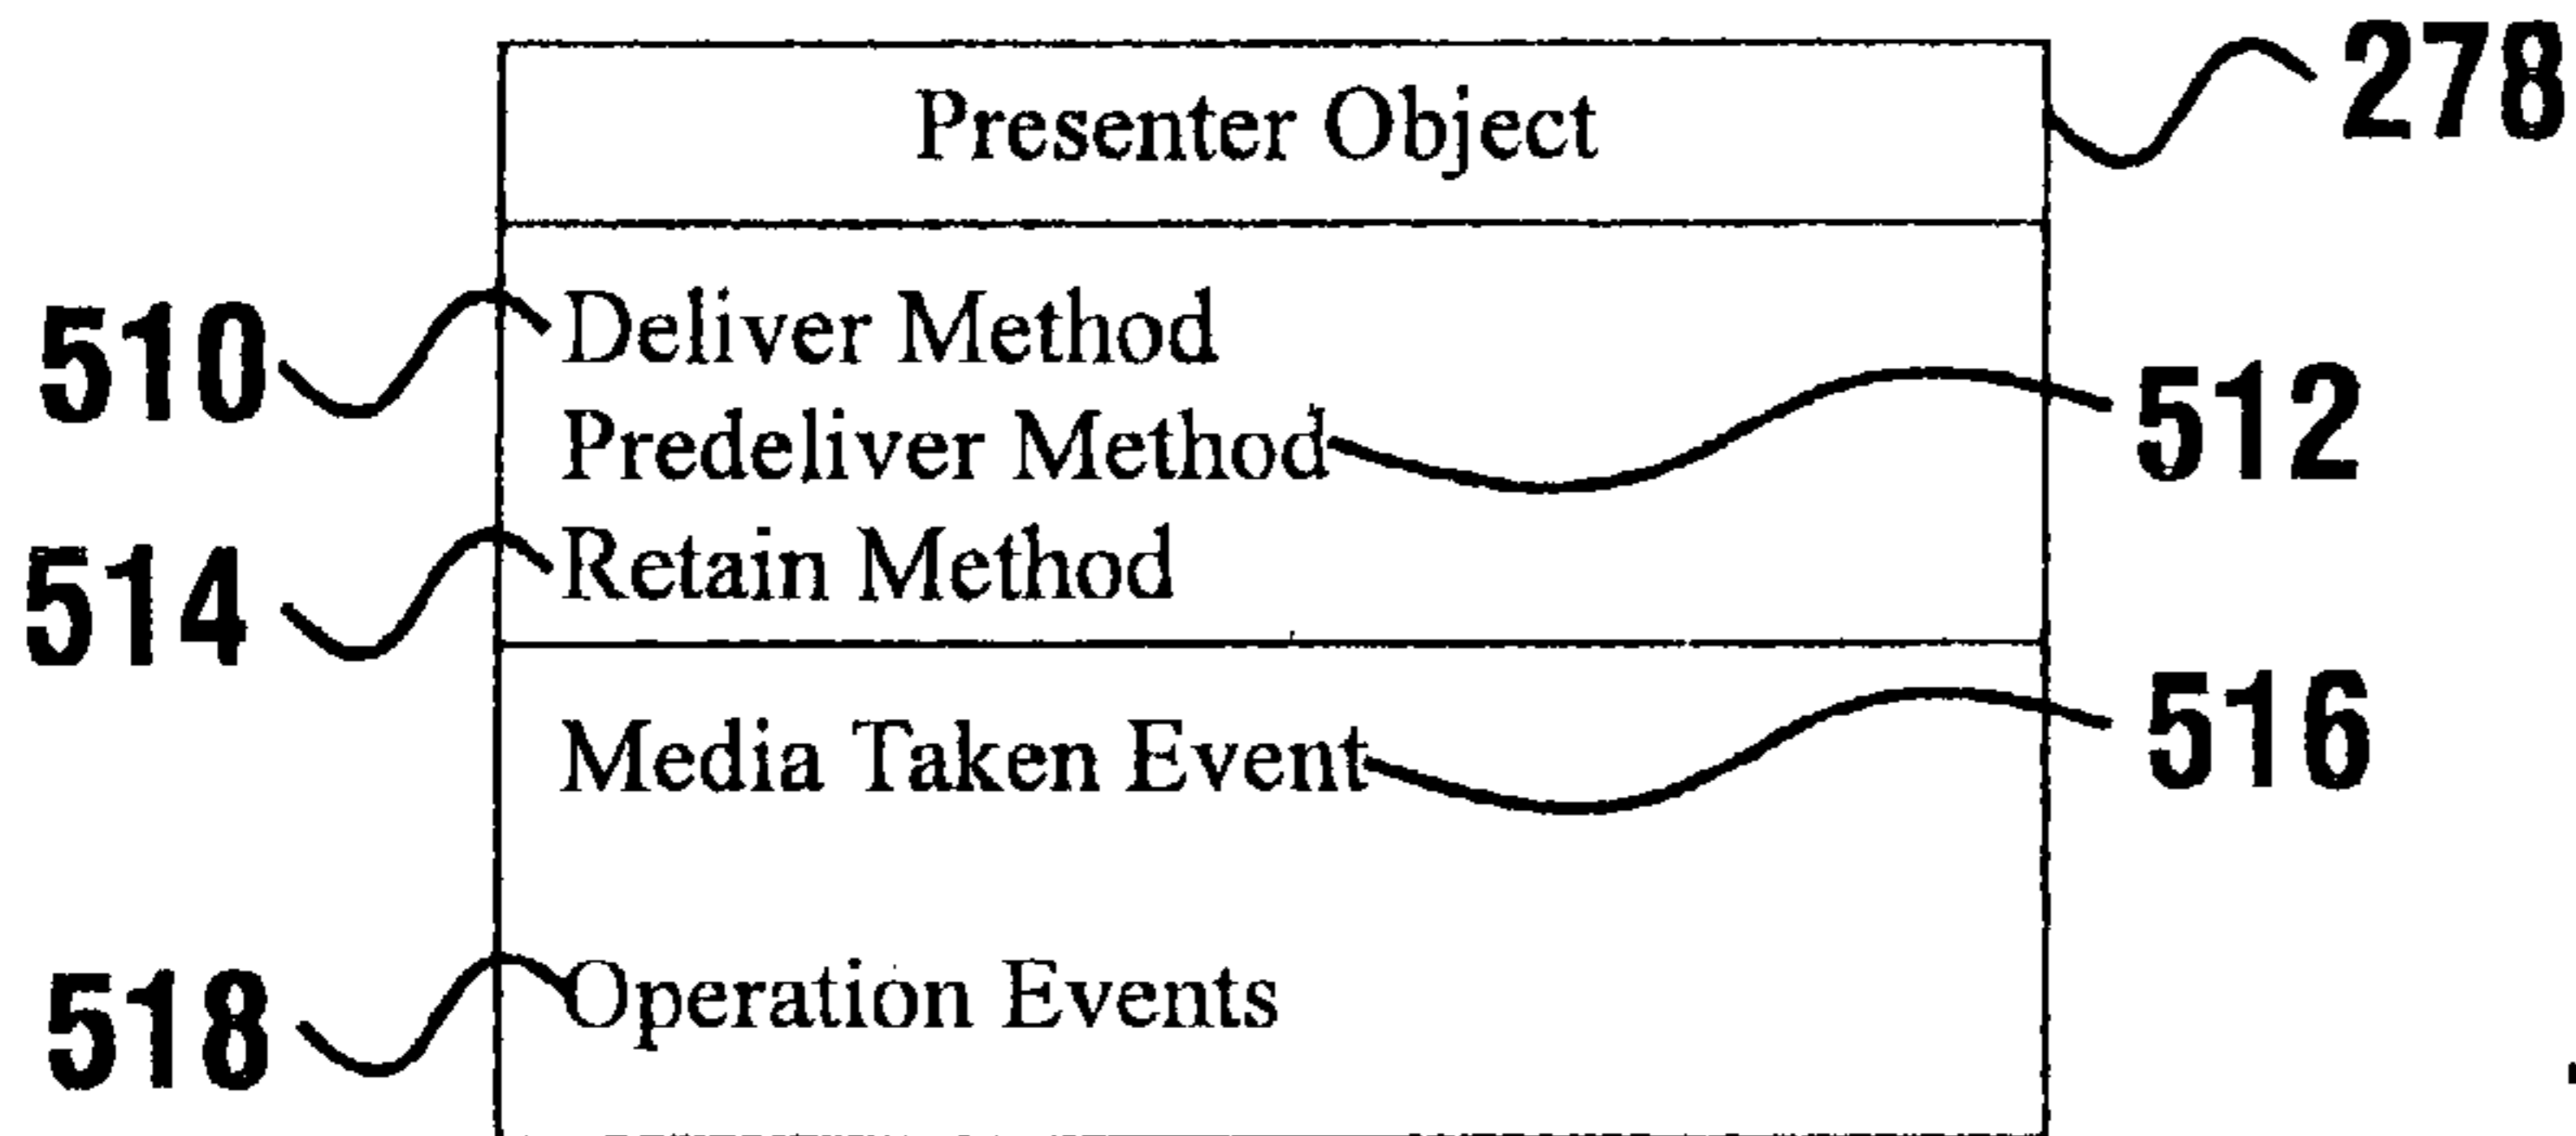 Presenter Object 278
510 Deliver Method
Predeliver Method 512
514 Retain Method
Media Taken Event 516
518 Operation Events